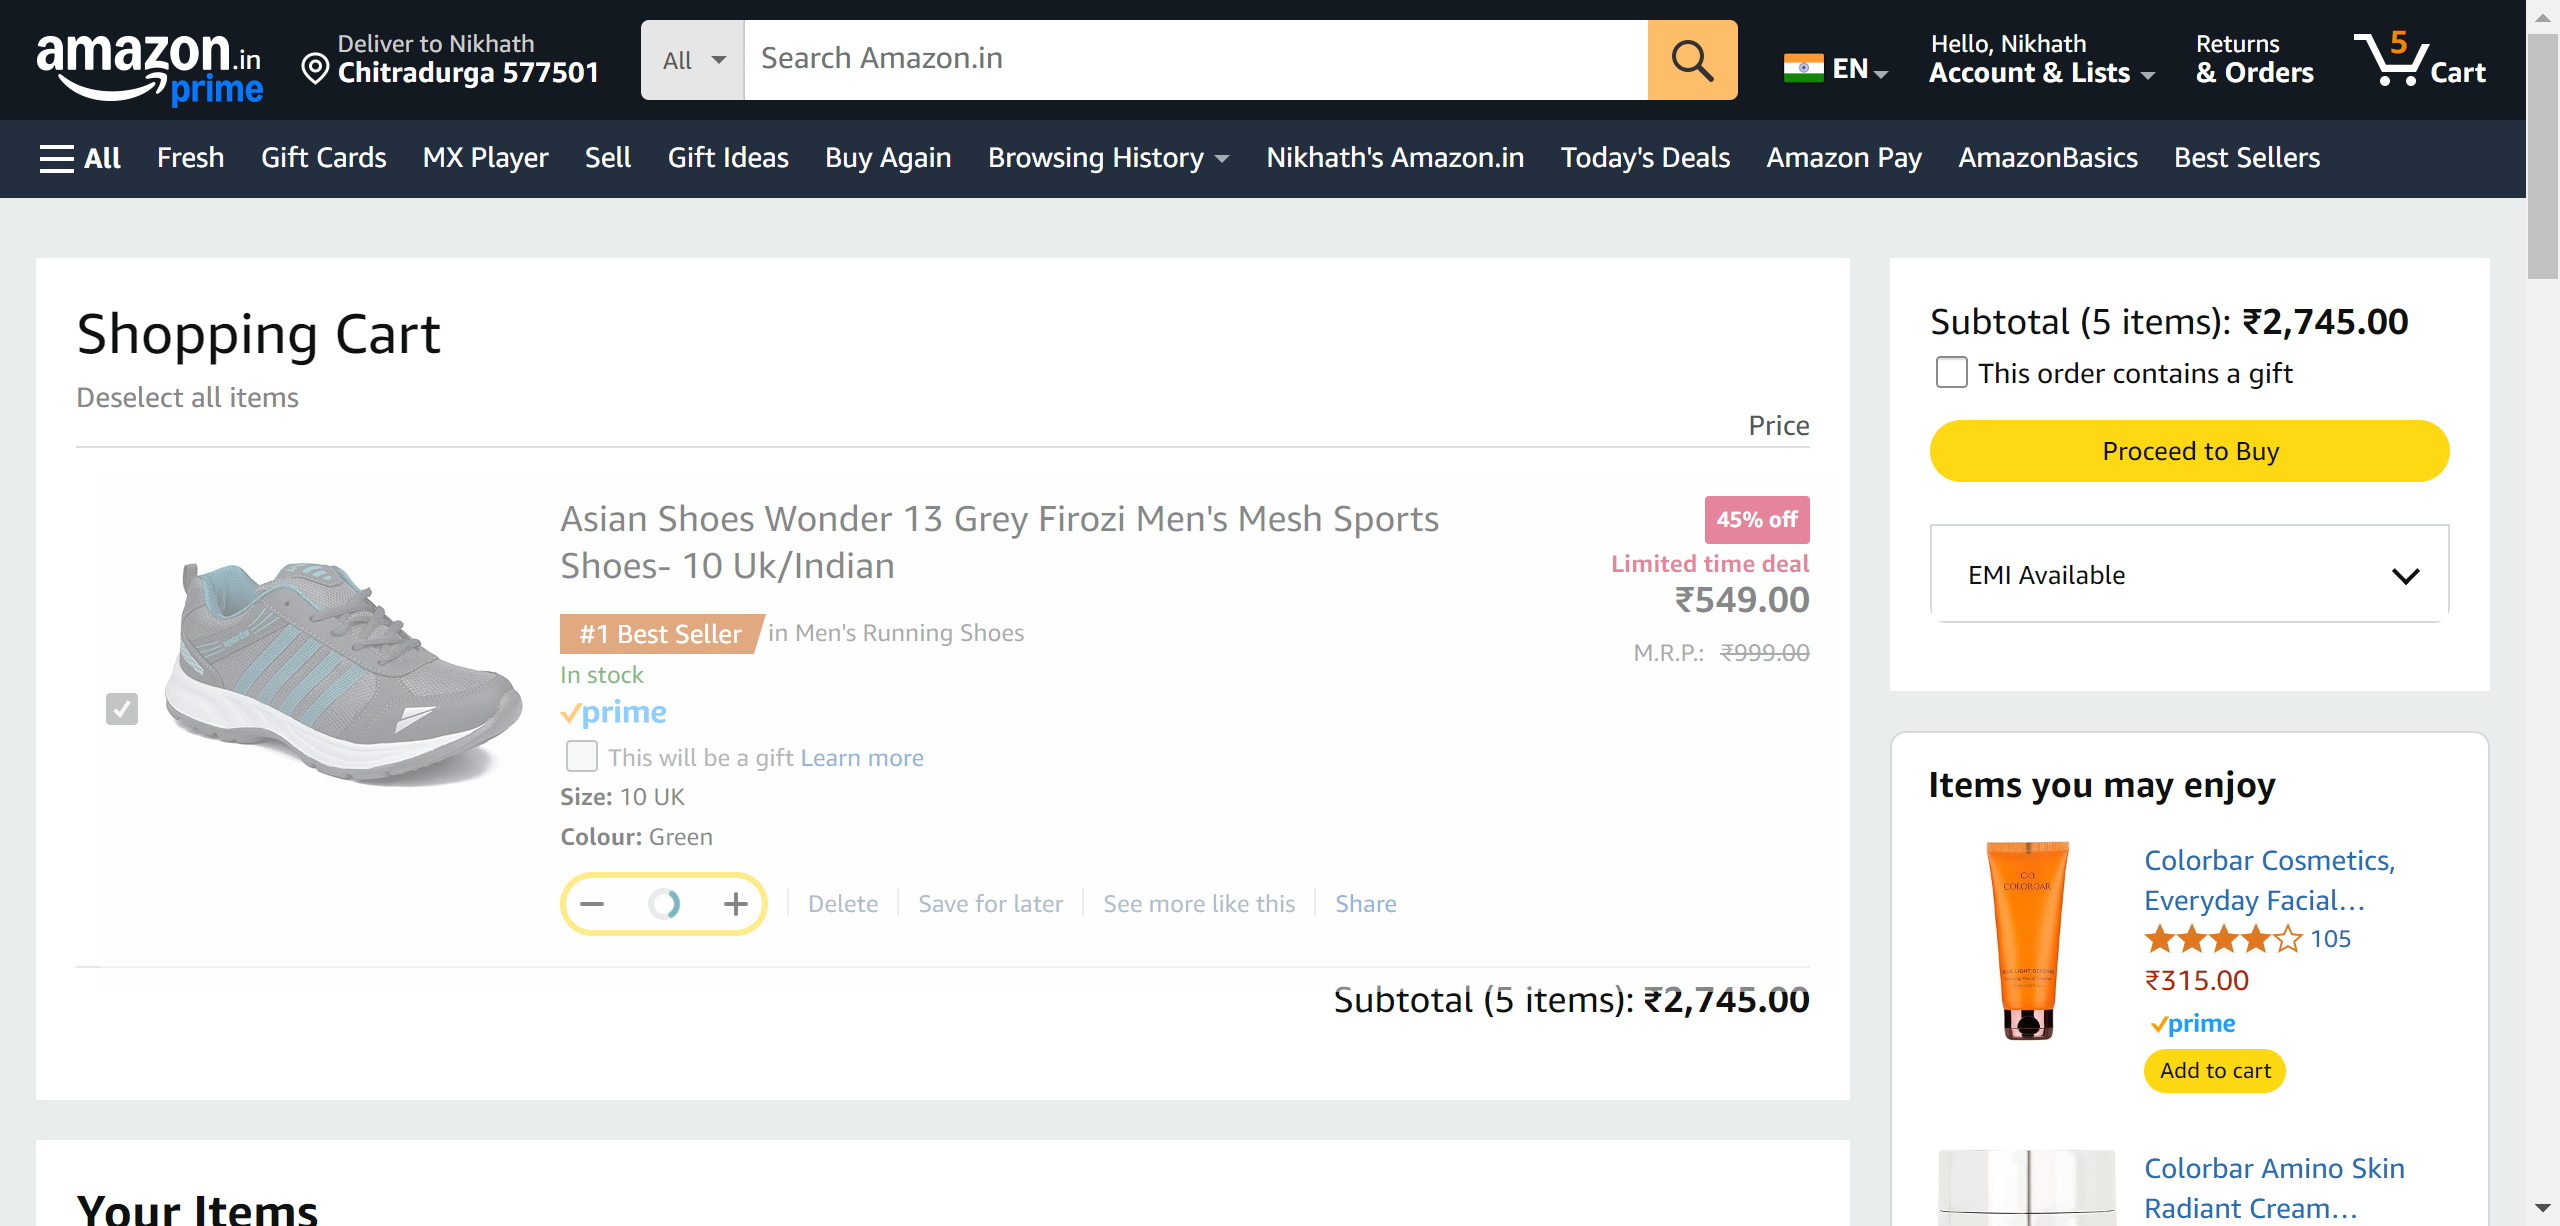 amazon.in
prime
Deliver to Nikhath
Chitradurga 577501
All
Search Amazon.in
EN
Hello, Nikhath
Account & Lists
Returns
& Orders
5
Cart
All
Fresh
Gift Cards
MX Player
Sell
Gift Ideas
Buy Again
Browsing History
Nikhath's Amazon.in
Today's Deals
Amazon Pay
AmazonBasics
Best Sellers
Shopping Cart
Deselect all items
Price
Asian Shoes Wonder 13 Grey Firozi Men's Mesh Sports
Shoes- 10 Uk/Indian
#1 Best Seller in Men's Running Shoes
In stock
prime
This will be a gift Learn more
Size: 10 UK
Colour: Green
Delete
Save for later
See more like this
Share
45% off
Limited time deal
₹549.00
M.R.P.: ₹999.00
Subtotal (5 items): ₹2,745.00
Your Items
Subtotal (5 items): ₹2,745.00
This order contains a gift
Proceed to Buy
EMI Available
Items you may enjoy
COLORBAR
Colorbar Cosmetics,
Everyday Facial…
105
₹315.00
prime
Add to cart
Colorbar Amino Skin
Radiant Cream…